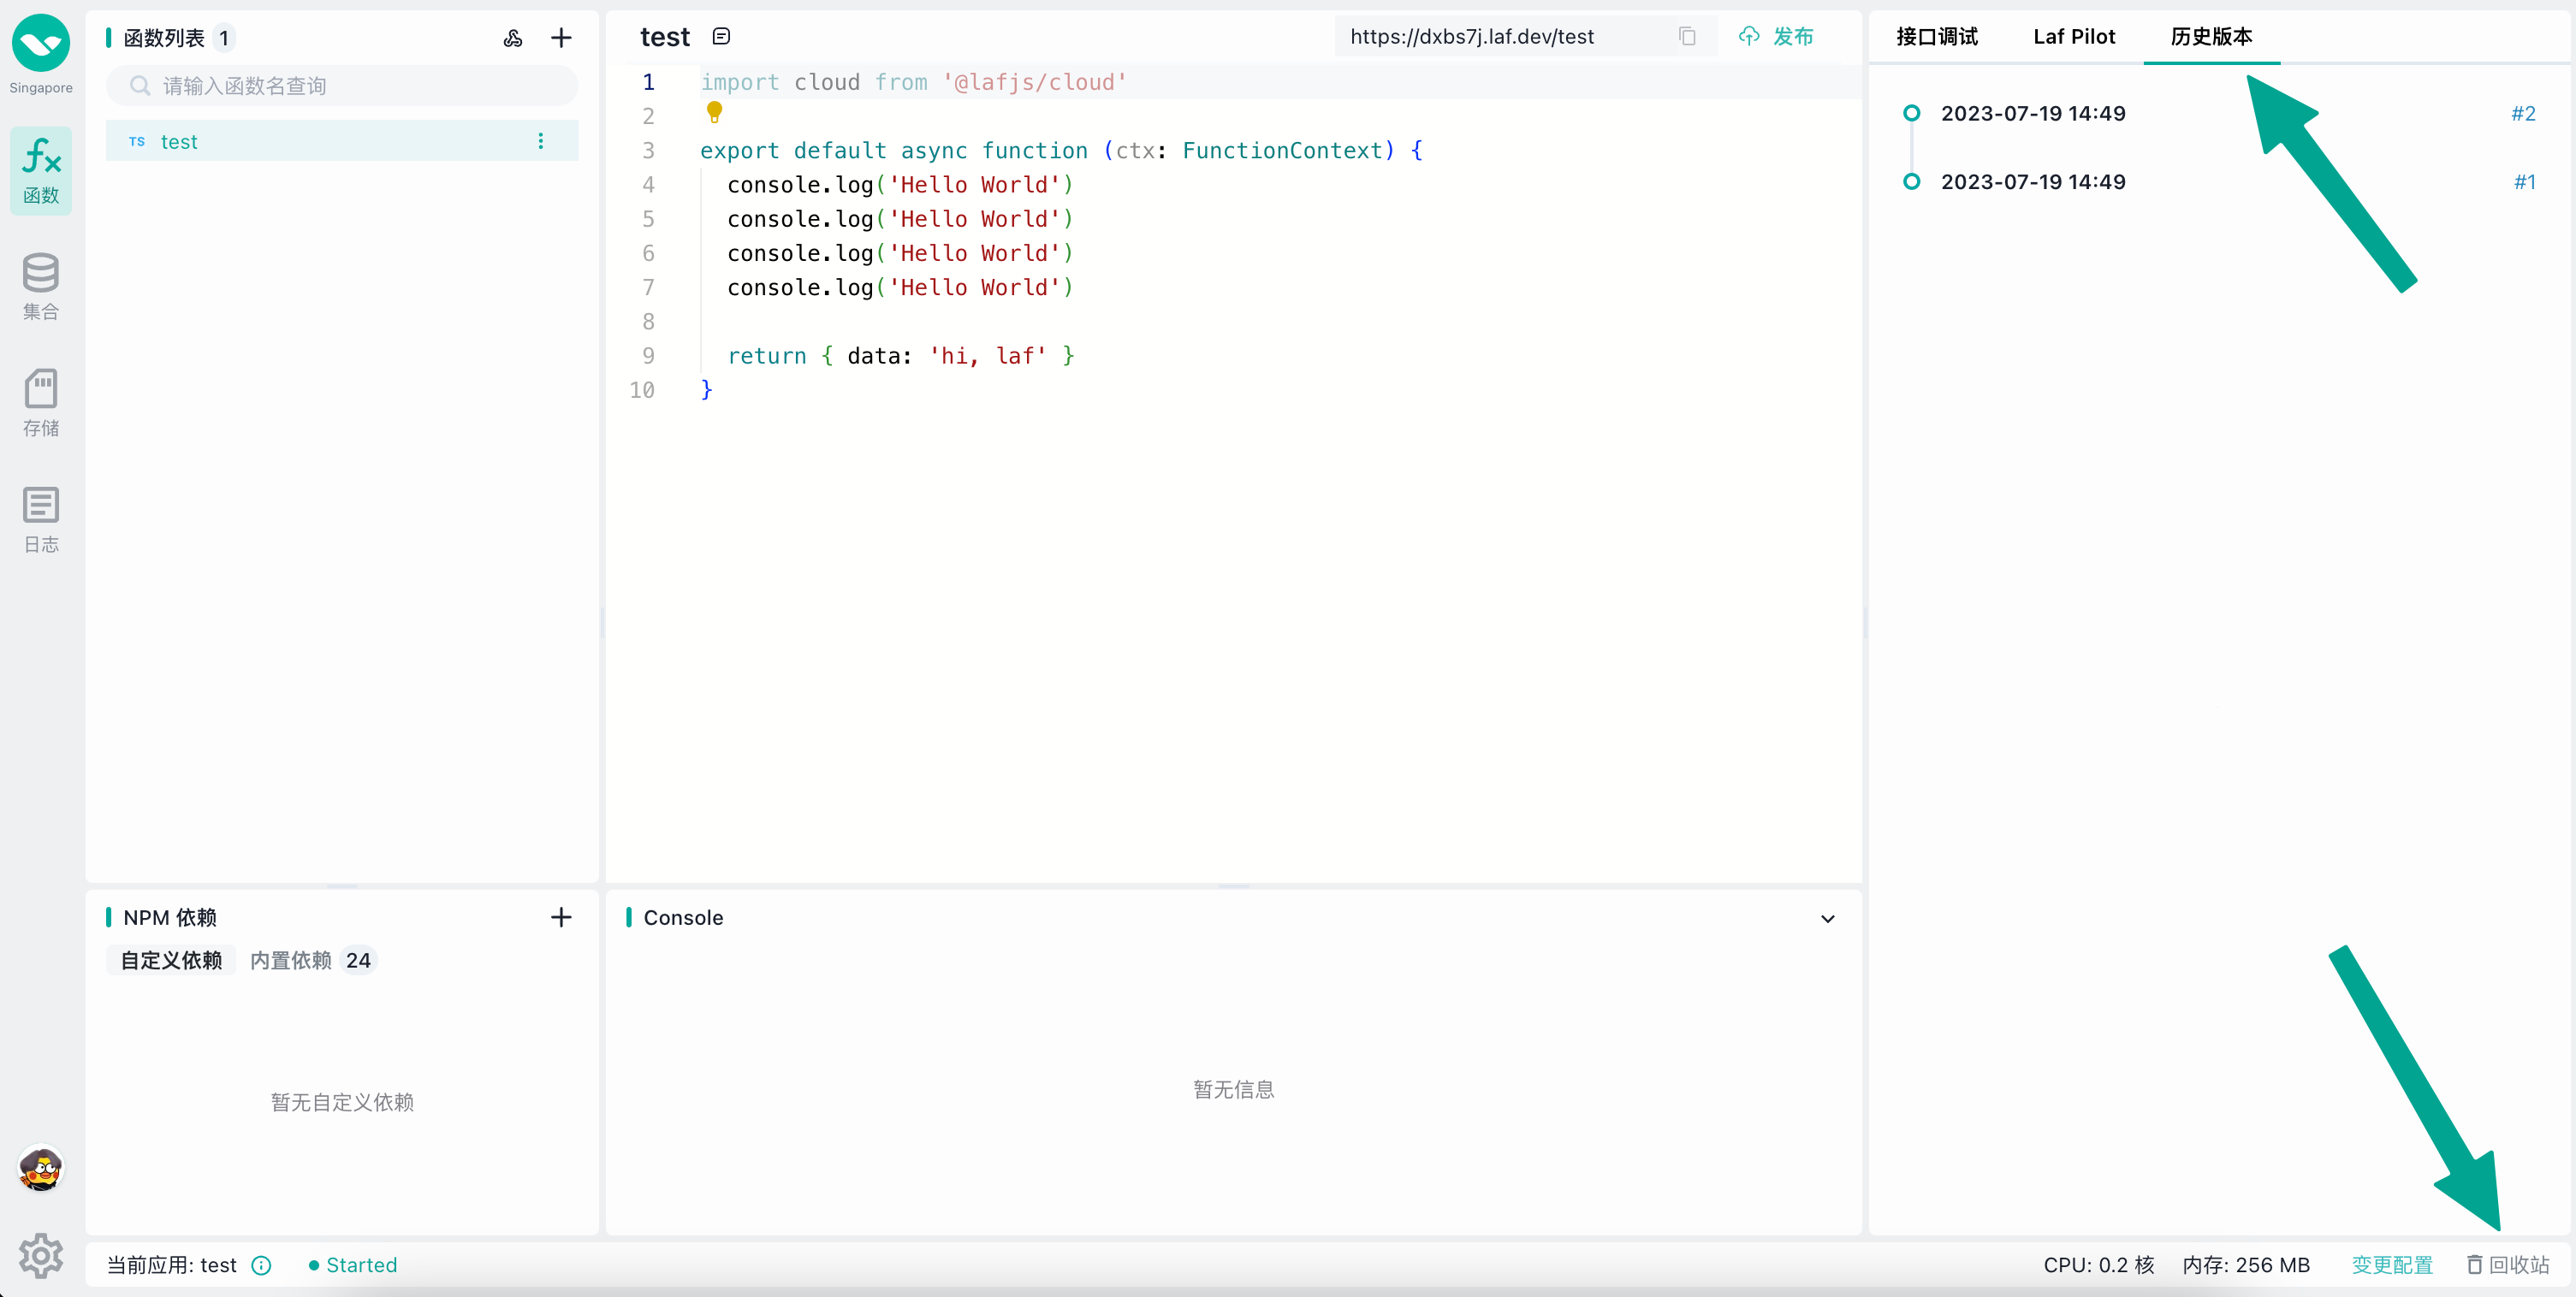 Singapore
函数
集合
存储
日志
函数列表 1
请输入函数名查询
TS test
NPM 依赖
自定义依赖 内置依赖 24
暂无自定义依赖
test
https://dxbs7j.laf.dev/test
发布
1 import cloud from '@lafjs/cloud'
2
3 export default async function (ctx: FunctionContext) {
4 console.log('Hello World')
5 console.log('Hello World')
6 console.log('Hello World')
7 console.log('Hello World')
8
9 return { data: 'hi, laf' }
10 }
Console
暂无信息
接口调试 Laf Pilot 历史版本
2023-07-19 14:49 #2
2023-07-19 14:49 #1
当前应用: test Started
CPU: 0.2 核 内存: 256 MB 变更配置 回收站